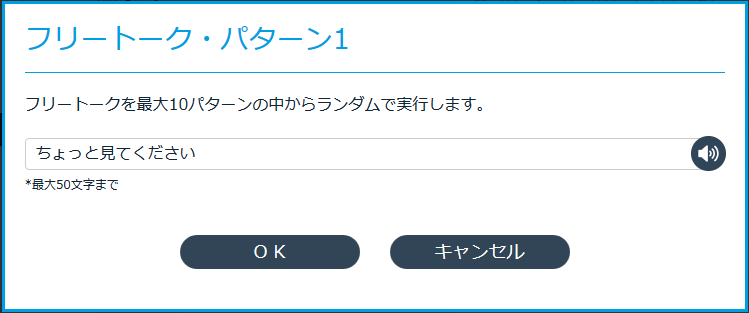 フリートーク・パターン1
フリートークを最大10パターンの中からランダムで実行します。
ちょっと見てください
*最大50文字まで
ＯＫ
キャンセル